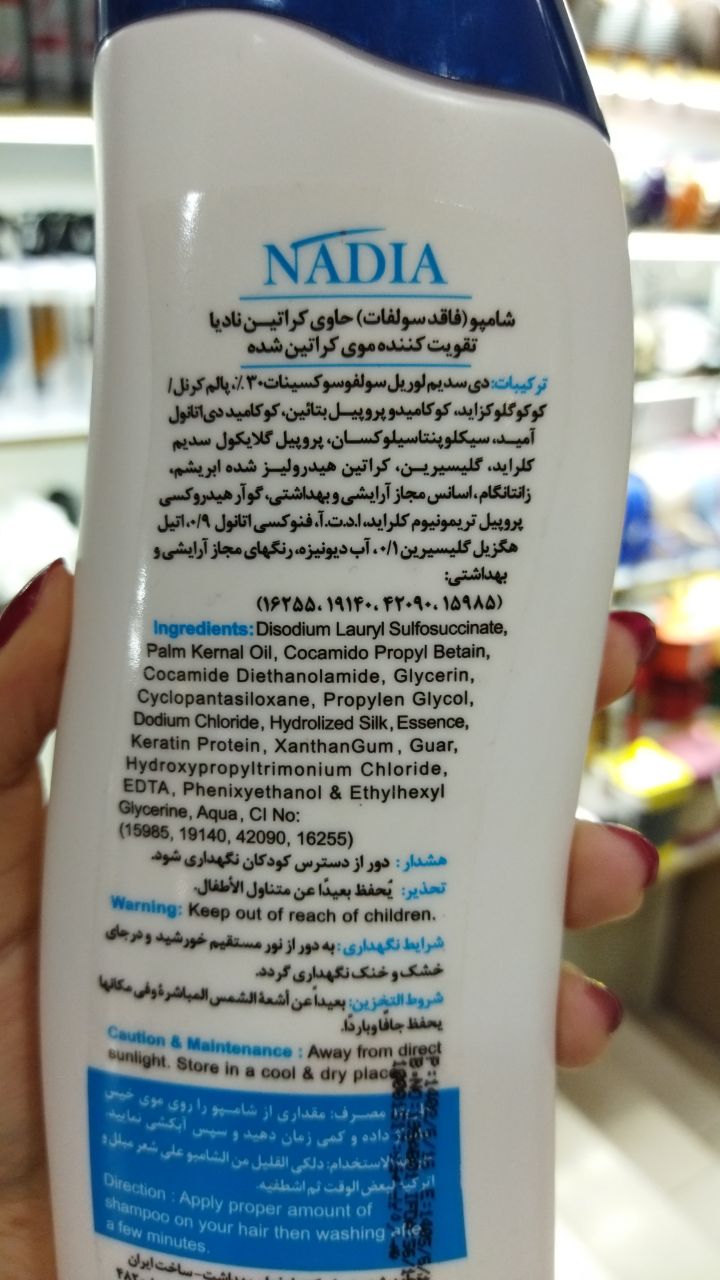 NADIA
شامپو (فاقد سولفات) حاوی کراتین نادیا
تقویت کننده موی کراتین شده
ترکیبات: دی سدیم لوریل سولفوسوکسینات ۳۰٪، پالم کرنل/
کوکوگلوکزاید، کوکامیدو پروپیل بتائین، کوکامید دی اتانول
آمید، سیکلوپنتاسیلوکسان، پروپیل گلایکول سدیم
کلراید، گلیسیرین، کراتین هیدرولیز شده ابریشم،
زانتانگام، اسانس مجاز آرایشی و بهداشتی، گوآر هیدروکسی
پروپیل تریمونیوم کلراید، ا.د.ت.آ، فنوکسی اتانول ۰/۹، اتیل
هگزیل گلیسیرین ۰/۱، آب دیونیزه، رنگهای مجاز آرایشی و
بهداشتی:
(۱۶۲۵۵، ۱۹۱۴۰، ۴۲۰۹۰، ۱۵۹۸۵)
Ingredients: Disodium Lauryl Sulfosuccinate,
Palm Kernal Oil, Cocamido Propyl Betain,
Cocamide Diethanolamide, Glycerin,
Cyclopantasiloxane, Propylen Glycol,
Dodium Chloride, Hydrolized Silk, Essence,
Keratin Protein, XanthanGum, Guar,
Hydroxypropyltrimonium Chloride,
EDTA, Phenixyethanol & Ethylhexyl
Glycerine, Aqua, CI No:
(15985, 19140, 42090, 16255)
هشدار: دور از دسترس کودکان نگهداری شود.
تحذیر: يُحفظ بعيدًا عن متناول الأطفال.
Warning: Keep out of reach of children.
شرایط نگهداری: به دور از نور مستقیم خورشید و درجای
خشک و خنک نگهداری گردد.
شروط التخزين: بعيداً عن أشعة الشمس المباشرة وفي مكانها
يحفظ جافًا وباردًا.
Caution & Maintenance : Away from direct
sunlight. Store in a cool & dry place.
مصرف: مقداری از شامپو را روی موی خیس
داده و کمی زمان دهید و سپس آبکشی نمایید.
الاستخدام: دلكي القليل من الشامبو على شعر مبلل و
لبعض الوقت ثم اشطفيه.
Direction : Apply proper amount of
shampoo on your hair then washing after
a few minutes.
بهداشت - ساخت ایران